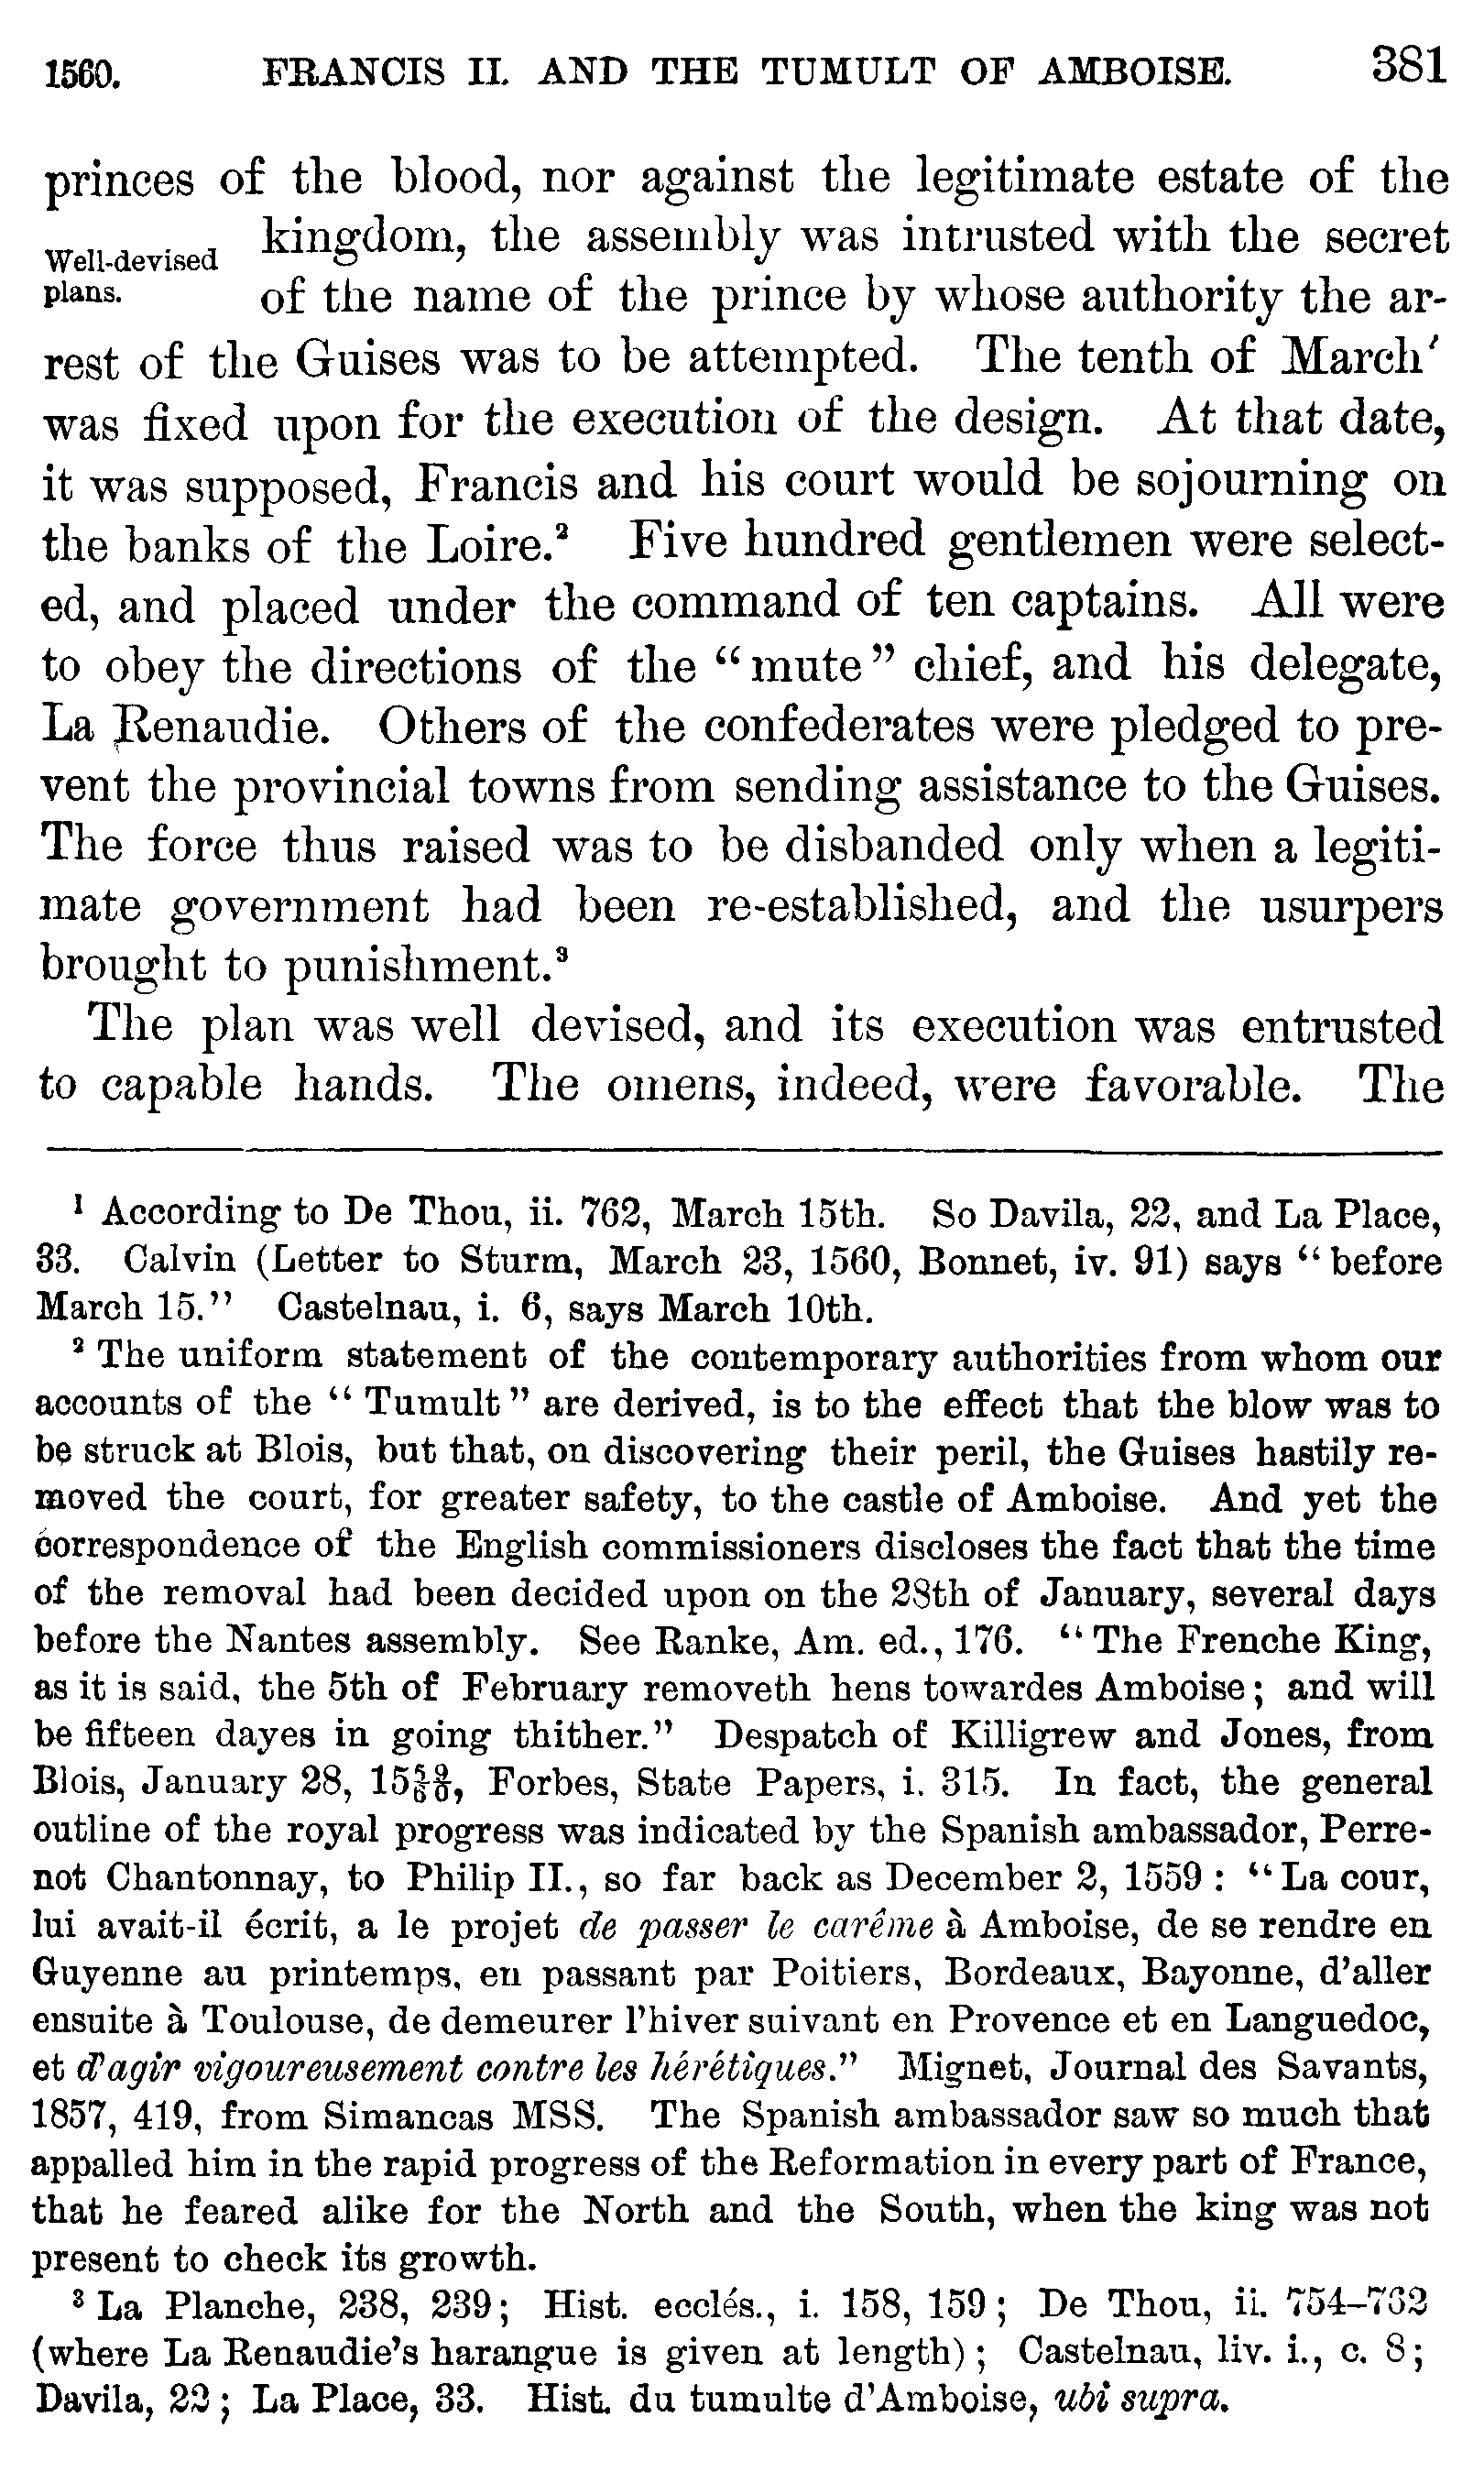 1560. FRANCIS II. AND THE TUMULT OF AMBOISE. 381
princes of the blood, nor against the legitimate estate of the
Well-devised plans.
kingdom, the assembly was intrusted with the secret
of the name of the prince by whose authority the ar-
rest of the Guises was to be attempted. The tenth of March'
was fixed upon for the execution of the design. At that date,
it was supposed, Francis and his court would be sojourning on
the banks of the Loire.²
Five hundred gentlemen were select-
ed, and placed under the command of ten captains. All were
to obey the directions of the “mute” chief, and his delegate,
La Renaudie. Others of the confederates were pledged to pre-
vent the provincial towns from sending assistance to the Guises.
The force thus raised was to be disbanded only when a legiti-
mate government had been re-established, and the usurpers
brought to punishment.³
The plan was well devised, and its execution was entrusted
to capable hands. The omens, indeed, were favorable. The
¹ According to De Thou, ii. 762, March 15th. So Davila, 22, and La Place,
33. Calvin (Letter to Sturm, March 23, 1560, Bonnet, iv. 91) says “before
March 15.” Castelnau, i. 6, says March 10th.
² The uniform statement of the contemporary authorities from whom our
accounts of the “Tumult” are derived, is to the effect that the blow was to
be struck at Blois, but that, on discovering their peril, the Guises hastily re-
moved the court, for greater safety, to the castle of Amboise. And yet the
correspondence of the English commissioners discloses the fact that the time
of the removal had been decided upon on the 28th of January, several days
before the Nantes assembly. See Ranke, Am. ed., 176. “The Frenche King,
as it is said, the 5th of February removeth hens towardes Amboise; and will
be fifteen dayes in going thither.” Despatch of Killigrew and Jones, from
Blois, January 28, 15⁵⁹⁄₆₀, Forbes, State Papers, i. 315. In fact, the general
outline of the royal progress was indicated by the Spanish ambassador, Perre-
not Chantonnay, to Philip II., so far back as December 2, 1559: “La cour,
lui avait-il écrit, a le projet de passer le carême à Amboise, de se rendre en
Guyenne au printemps, en passant par Poitiers, Bordeaux, Bayonne, d'aller
ensuite à Toulouse, de demeurer l'hiver suivant en Provence et en Languedoc,
et d'agir vigoureusement contre les hérétiques.” Mignet, Journal des Savants,
1857, 419, from Simancas MSS. The Spanish ambassador saw so much that
appalled him in the rapid progress of the Reformation in every part of France,
that he feared alike for the North and the South, when the king was not
present to check its growth.
³ La Planche, 238, 239; Hist. ecclés., i. 158, 159; De Thou, ii. 754–762
(where La Renaudie's harangue is given at length); Castelnau, liv. i., c. 8;
Davila, 22; La Place, 33. Hist. du tumulte d'Amboise, ubi supra.